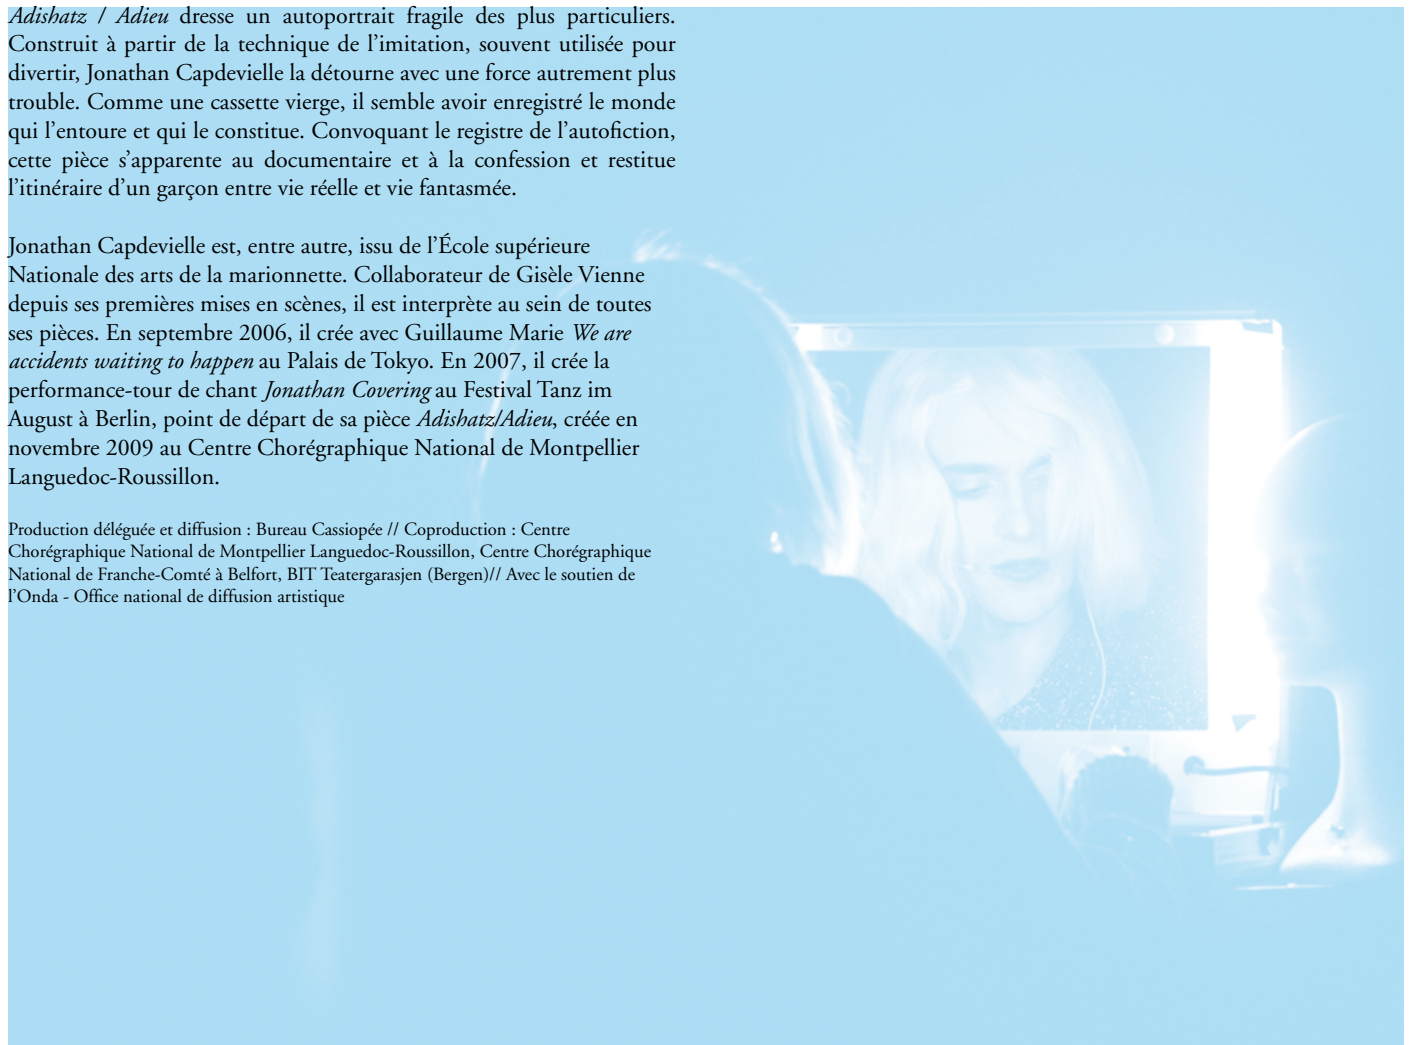 Adishatz / Adieu dresse un autoportrait fragile des plus particuliers.
Construit à partir de la technique de l’imitation, souvent utilisée pour
divertir, Jonathan Capdevielle la détourne avec une force autrement plus
trouble. Comme une cassette vierge, il semble avoir enregistré le monde
qui l’entoure et qui le constitue. Convoquant le registre de l’autofiction,
cette pièce s’apparente au documentaire et à la confession et restitue
l’itinéraire d’un garçon entre vie réelle et vie fantasmée.
Jonathan Capdevielle est, entre autre, issu de l’École supérieure
Nationale des arts de la marionnette. Collaborateur de Gisèle Vienne
depuis ses premières mises en scènes, il est interprète au sein de toutes
ses pièces. En septembre 2006, il crée avec Guillaume Marie We are
accidents waiting to happen au Palais de Tokyo. En 2007, il crée la
performance-tour de chant Jonathan Covering au Festival Tanz im
August à Berlin, point de départ de sa pièce Adishatz/Adieu, créée en
novembre 2009 au Centre Chorégraphique National de Montpellier
Languedoc-Roussillon.
Production déléguée et diffusion : Bureau Cassiopée // Coproduction : Centre
Chorégraphique National de Montpellier Languedoc-Roussillon, Centre Chorégraphique
National de Franche-Comté à Belfort, BIT Teatergarasjen (Bergen)// Avec le soutien de
l’Onda - Office national de diffusion artistique